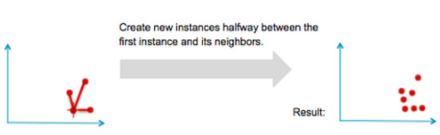 Create new instances halfway between the
first instance and its neighbors.
Result: